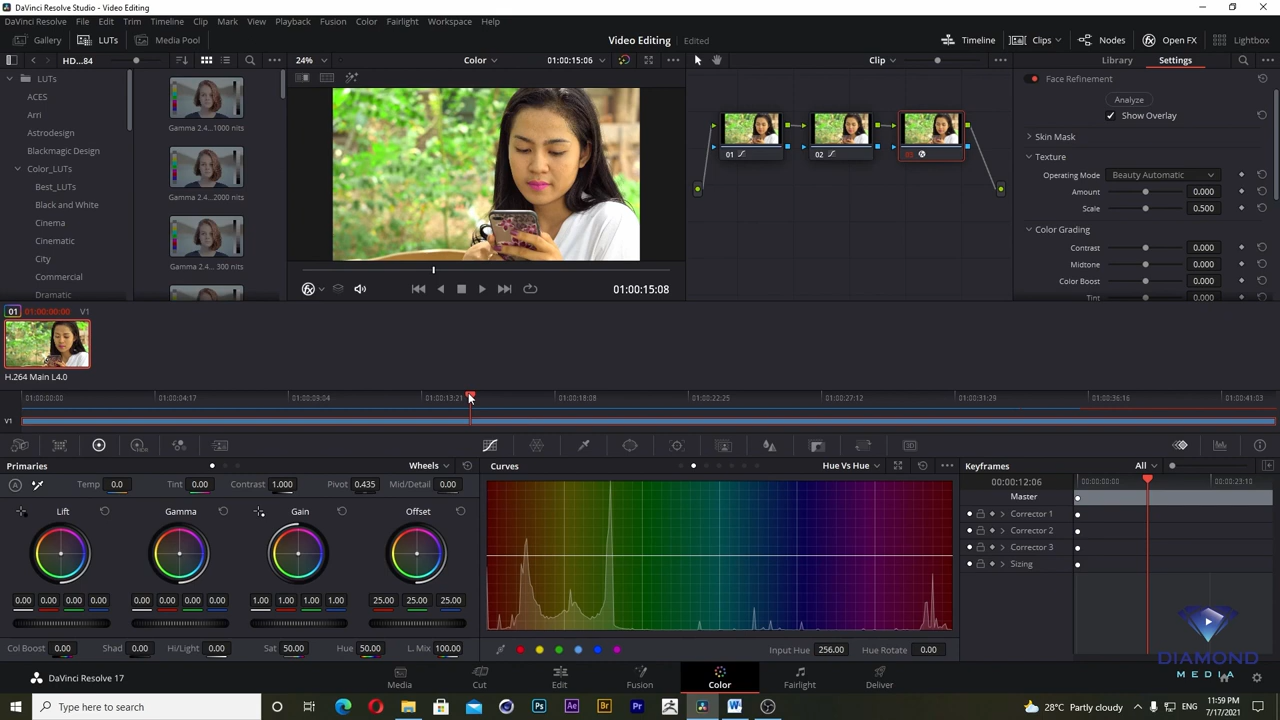 DaVinci Resolve Studio - Video Editing
DaVinci Resolve File Edit Trim Timeline Clip Mark View Playback Fusion Color Fairlight Workspace Help
Gallery LUTs Media Pool Video Editing Edited Timeline Clips Nodes Open FX Lightbox
HD...84 24% Color 01:00:15:06 Clip Library Settings
LUTs
ACES
Arri
Astrodesign
Blackmagic Design
Color_LUTs
Best_LUTs
Black and White
Cinema
Cinematic
City
Commercial
Dramatic
Gamma 2.4...1000 nits
Gamma 2.4...2000 nits
Gamma 2.4... 300 nits
01:00:15:08
01
02
Face Refinement
Analyze
Show Overlay
Skin Mask
Texture
Operating Mode Beauty Automatic
Amount 0.000
Scale 0.500
Color Grading
Contrast 0.000
Midtone 0.000
Color Boost 0.000
Tint 0.000
01 01:00:00:00 V1
H.264 Main L4.0
01:00:00:00 01:00:04:17 01:00:09:04 01:00:13:21 01:00:18:08 01:00:22:25 01:00:27:12 01:00:31:29 01:00:36:16 01:00:41:03
V1
Primaries Wheels
Temp 0.0 Tint 0.00 Contrast 1.000 Pivot 0.435 Mid/Detail 0.00
Lift Gamma Gain Offset
0.00 0.00 0.00 0.00 0.00 0.00 0.00 0.00 1.00 1.00 1.00 1.00 25.00 25.00 25.00
Col Boost 0.00 Shad 0.00 Hi/Light 0.00 Sat 50.00 Hue 50.00 L. Mix 100.00
Curves Hue Vs Hue
Input Hue 256.00 Hue Rotate 0.00
Keyframes All
00:00:12:06 00:00:00:00 00:00:23:10
Master
Corrector 1
Corrector 2
Corrector 3
Sizing
DIAMOND
MEDIA
DaVinci Resolve 17
Media Cut Edit Fusion Color Fairlight Deliver
Type here to search
Ps Ae Br Pr W
28°C Partly cloudy ENG 11:59 PM
7/17/2021